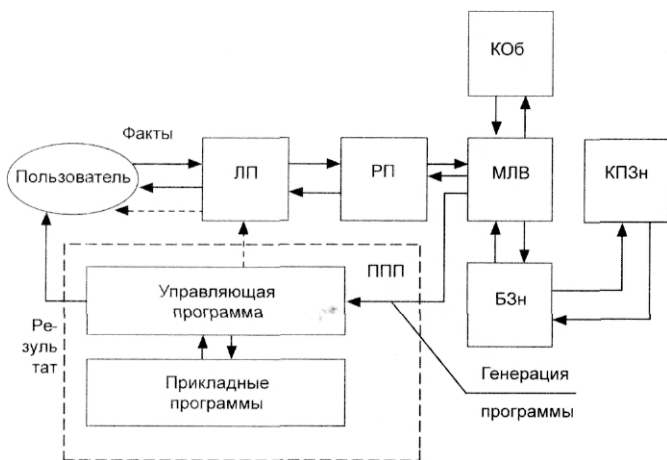 КОб
Факты
Пользователь
ЛП
РП
МЛВ
КПЗн
ППП
Управляющая
программа
БЗн
Ре-
зуль
тат
Прикладные
программы
Генерация
программы